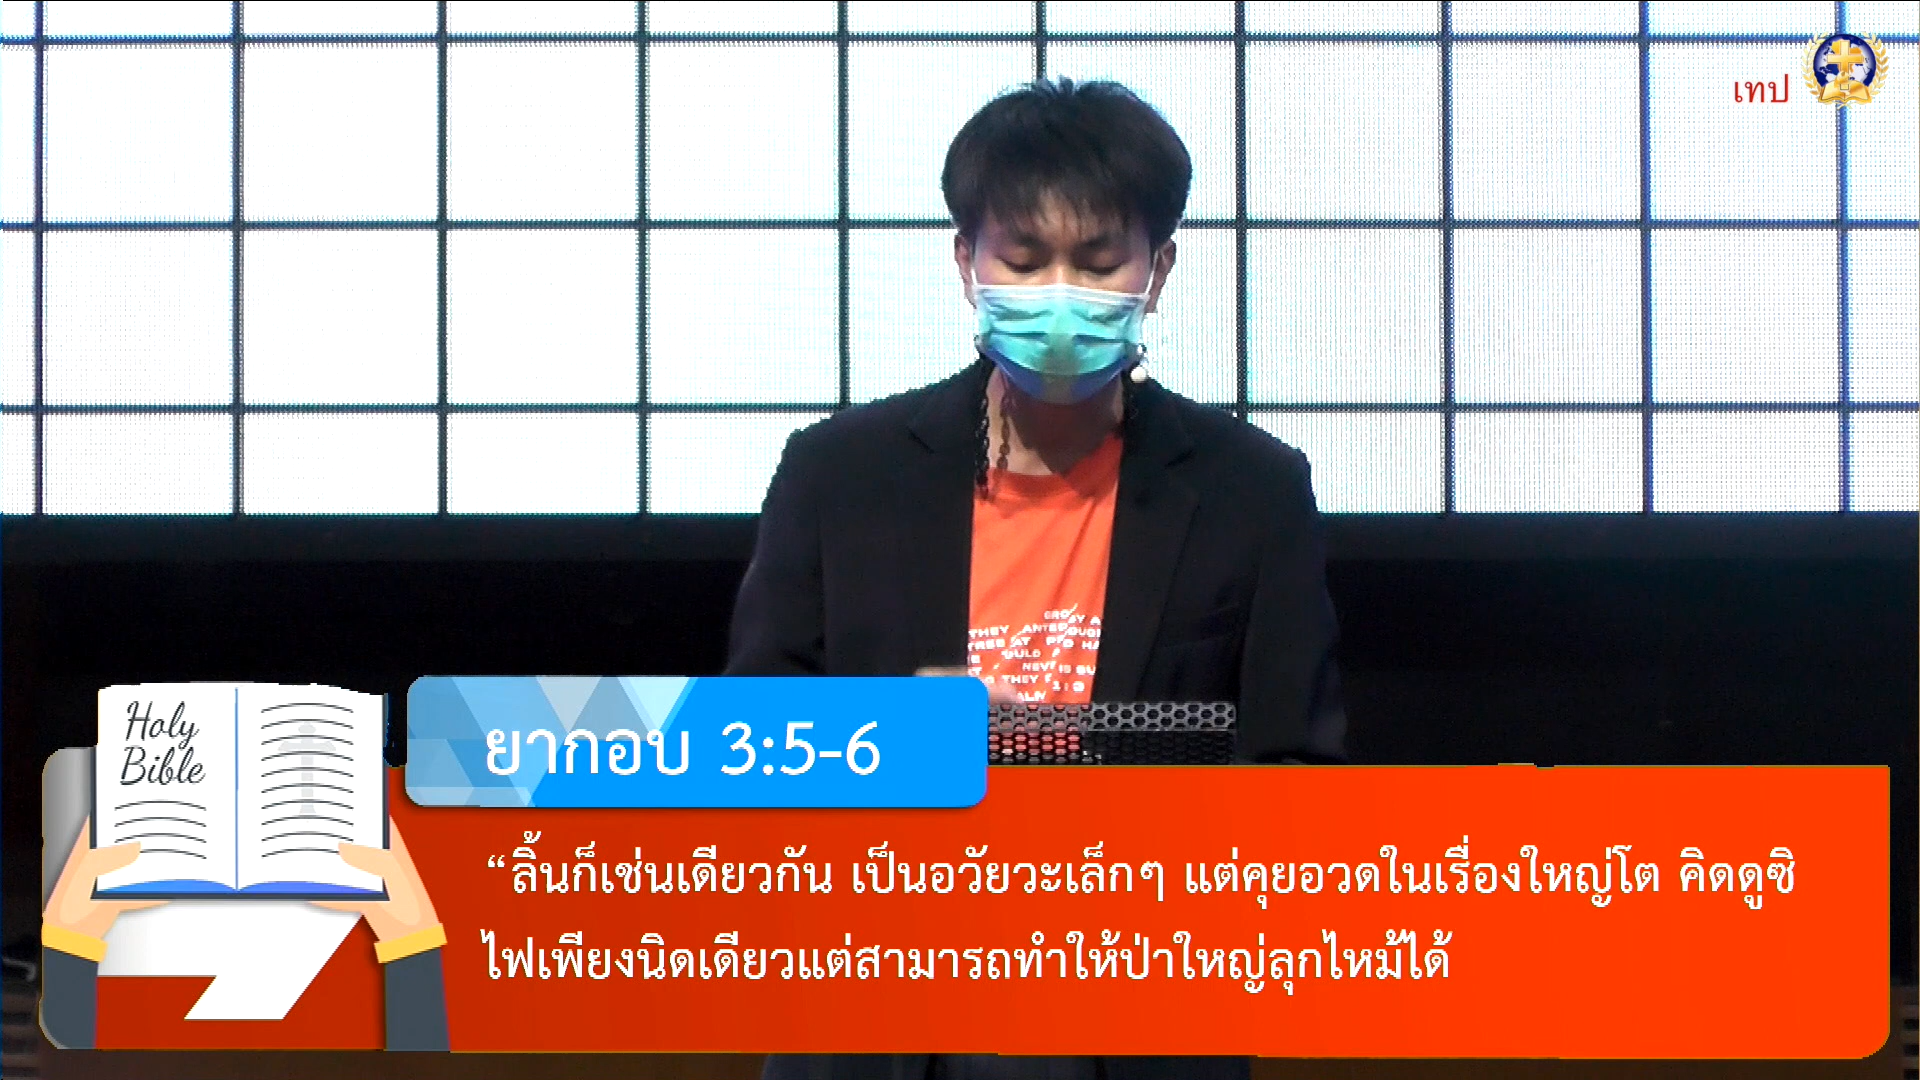 เทป
GRO
THEY
NEV
THEY
Holy
Bible
ยากอบ 3:5-6
“ลิ้นก็เช่นเดียวกัน เป็นอวัยวะเล็กๆ แต่คุยอวดในเรื่องใหญ่โต คิดดูซิ
ไฟเพียงนิดเดียวแต่สามารถทำให้ป่าใหญ่ลุกไหม้ได้